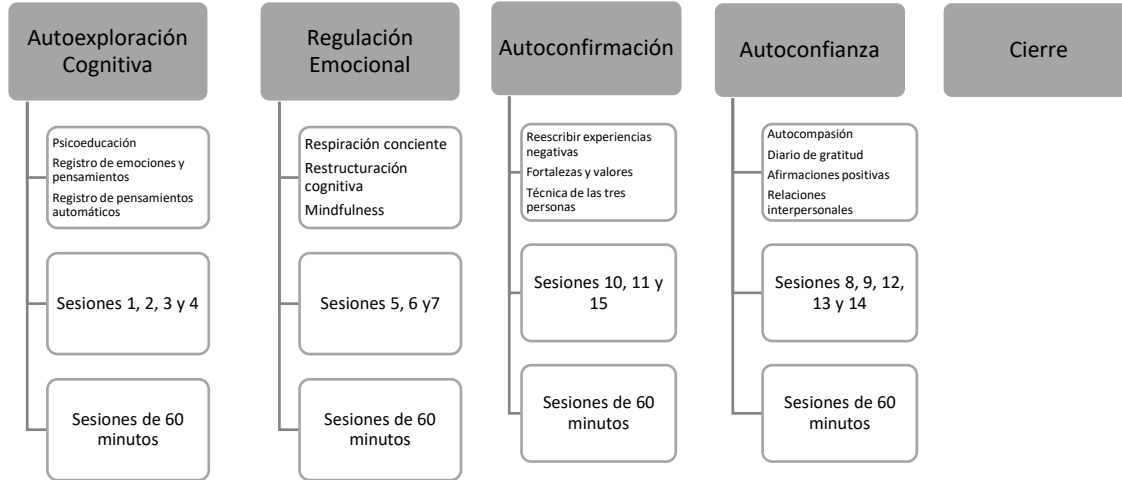 Autoexploración
Cognitiva
Psicoeducación
Registro de emociones y
pensamientos
Registro de pensamientos
automáticos
Sesiones 1, 2, 3 y 4
Sesiones de 60
minutos
Regulación
Emocional
Respiración conciente
Restructuración
cognitiva
Mindfulness
Sesiones 5, 6 y7
Sesiones de 60
minutos
Autoconfirmación
Reescribir experiencias
negativas
Fortalezas y valores
Técnica de las tres
personas
Sesiones 10, 11 y
15
Sesiones de 60
minutos
Autoconfianza
Autocompasión
Diario de gratitud
Afirmaciones positivas
Relaciones
interpersonales
Sesiones 8, 9, 12,
13 y 14
Sesiones de 60
minutos
Cierre